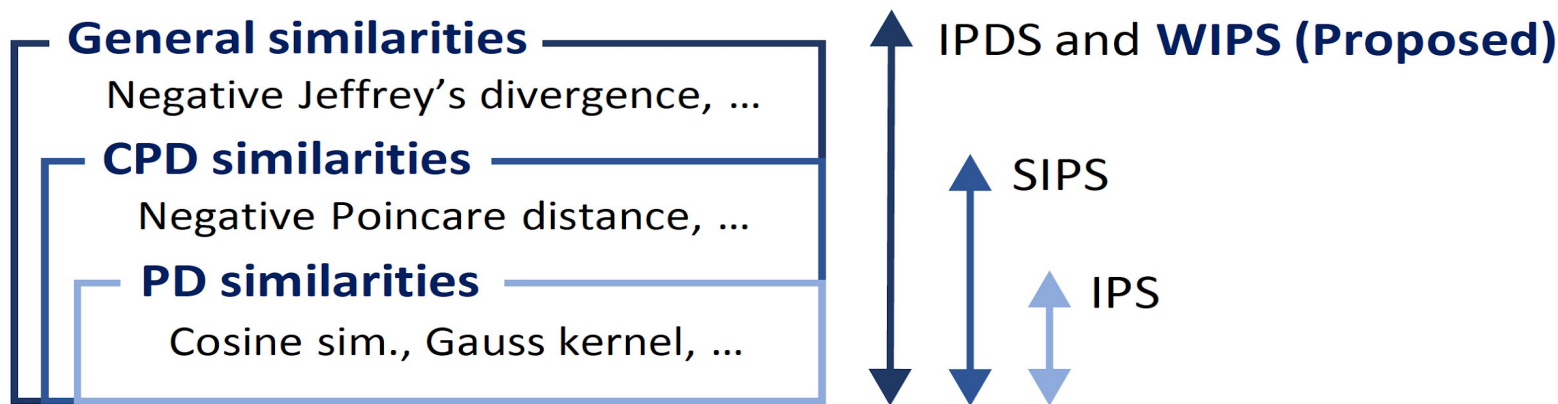 General similarities
Negative Jeffrey’s divergence, ...
CPD similarities
Negative Poincare distance, ...
PD similarities
Cosine sim., Gauss kernel, ...
IPDS and WIPS (Proposed)
SIPS
IPS